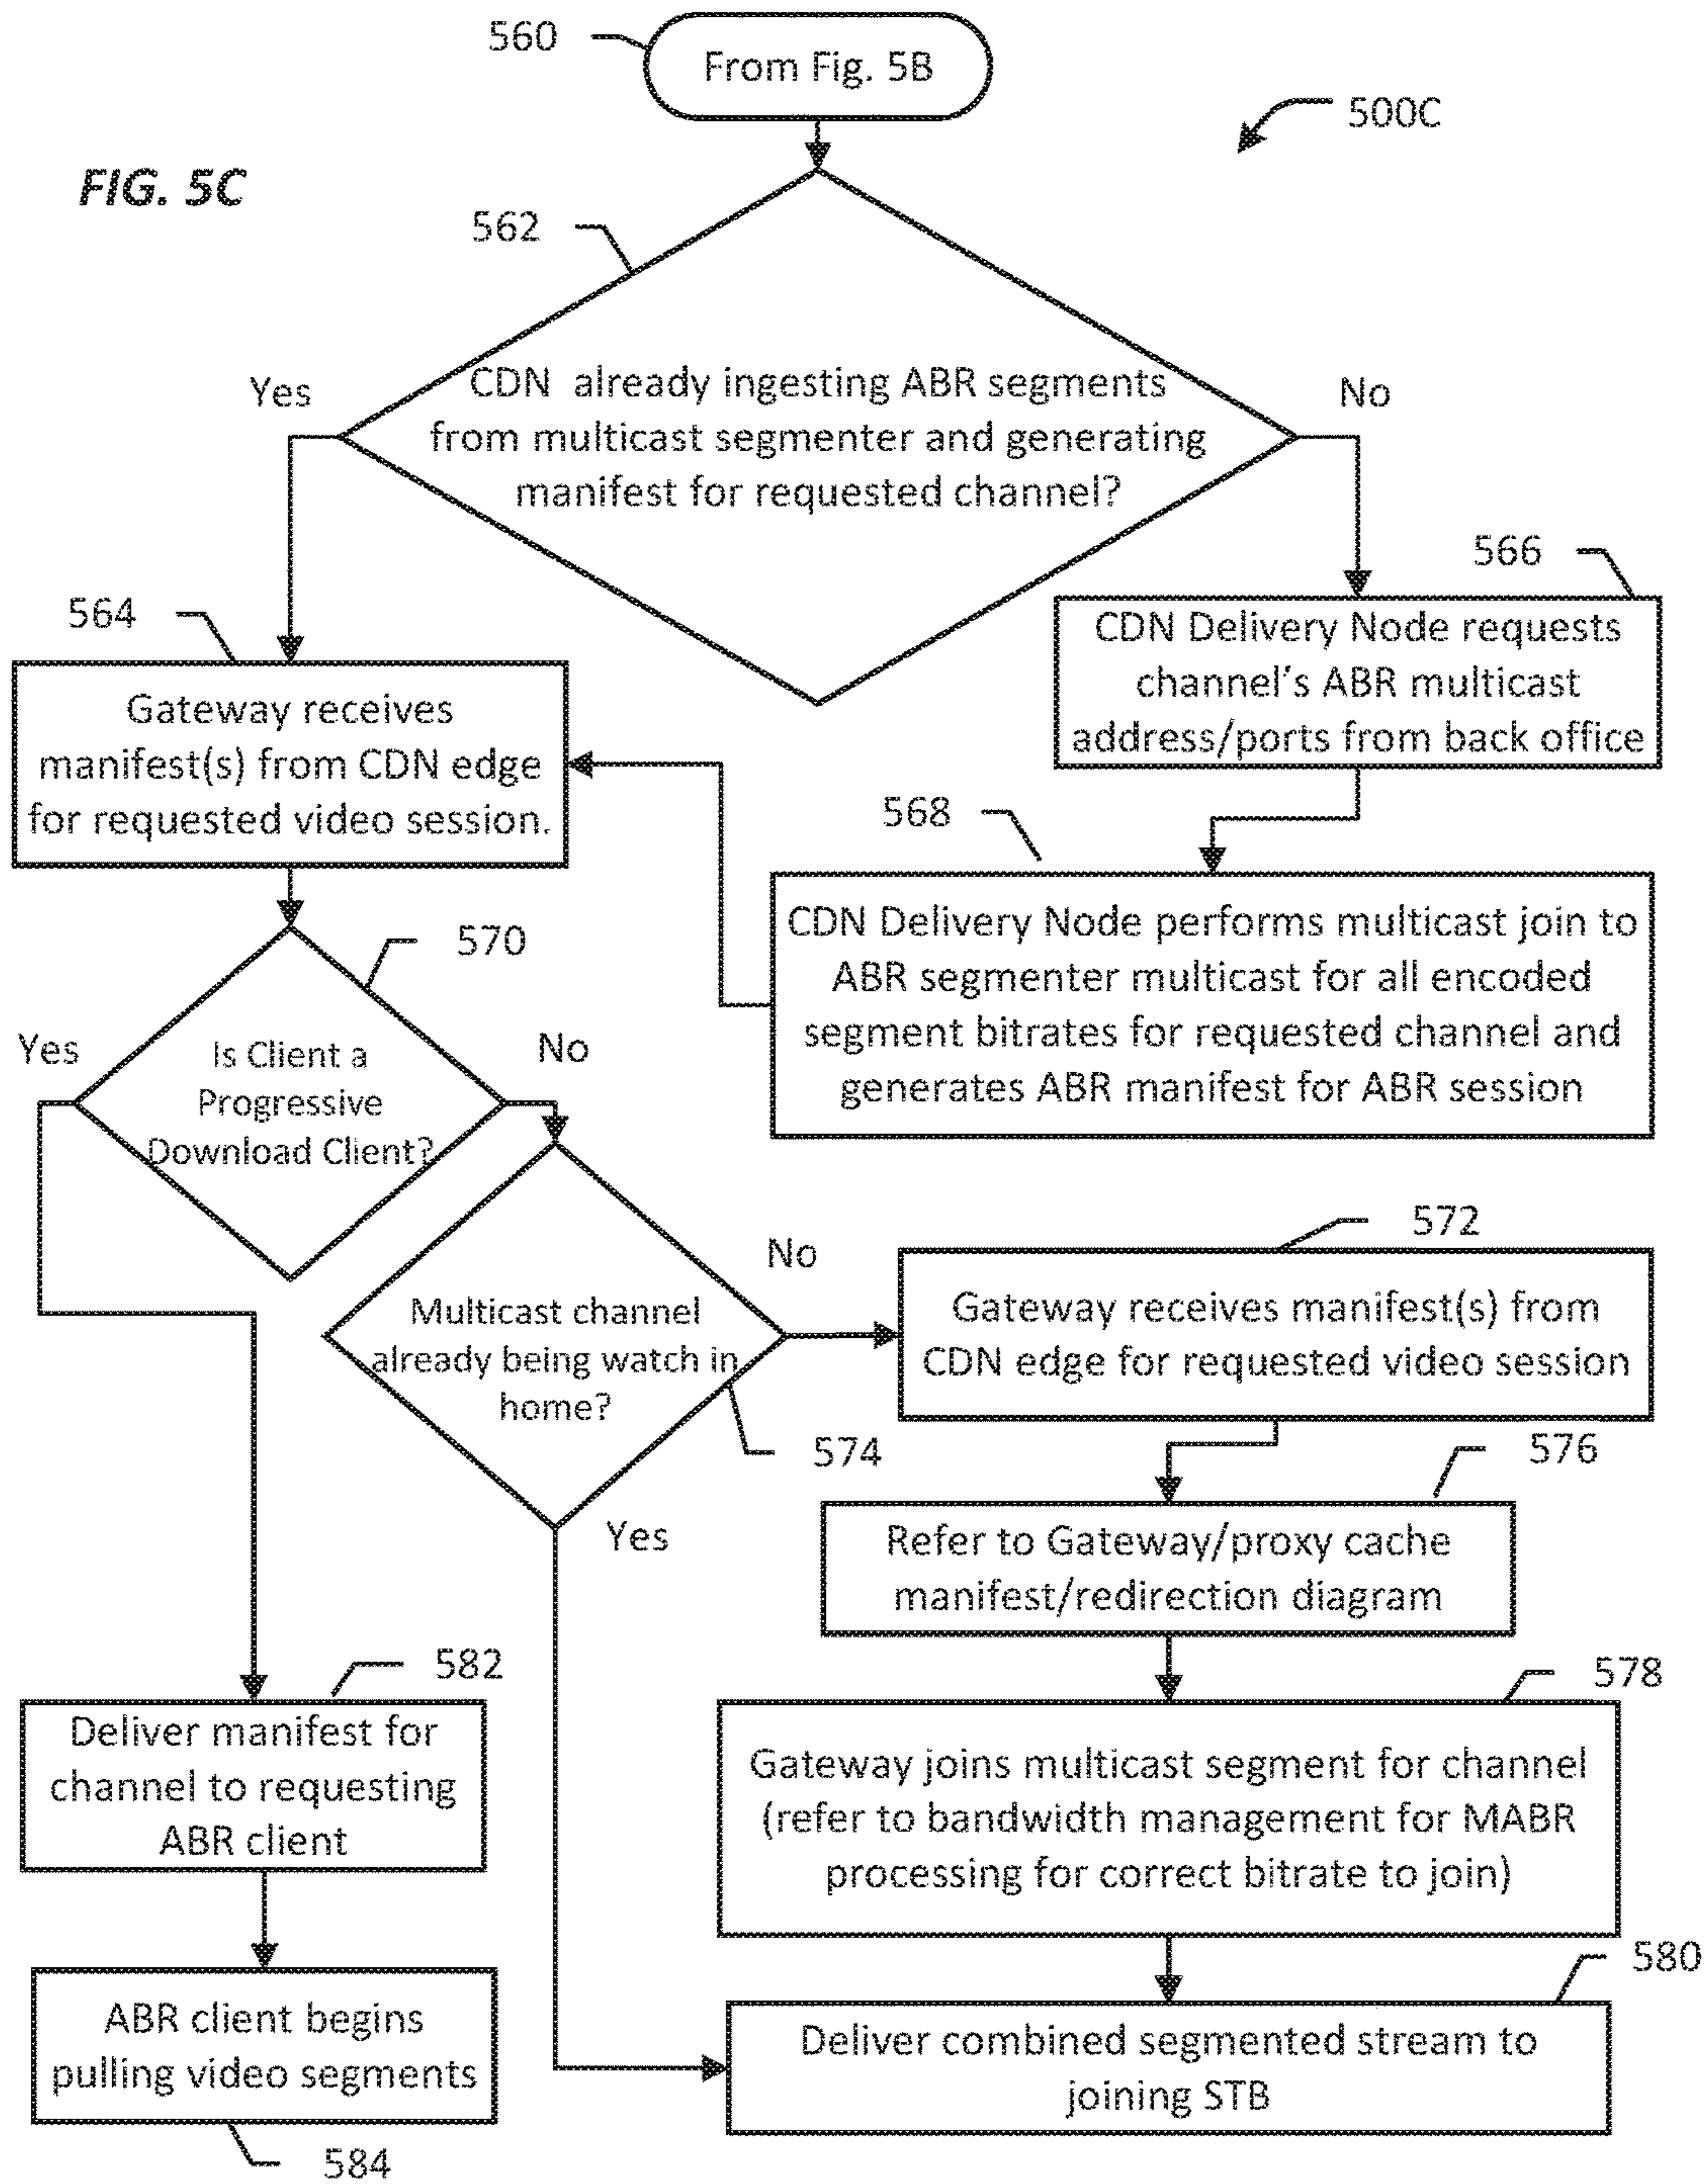 560
From Fig. 5B
500C
FIG. 5C
562
Yes
CDN already ingesting ABR segments
from multicast segmenter and generating
manifest for requested channel?
No
566
564
CDN Delivery Node requests
channel's ABR multicast
address/ports from back office
Gateway receives
manifest(s) from CDN edge
for requested video session.
568
CDN Delivery Node performs multicast join to
ABR segmenter multicast for all encoded
segment bitrates for requested channel and
generates ABR manifest for ABR session
570
Yes
Is Client a
Progressive
Download Client?
No
572
No
Gateway receives manifest(s) from
CDN edge for requested video session
Multicast channel
already being watch in
home?
574
Yes
576
Refer to Gateway/proxy cache
manifest/redirection diagram
582
Deliver manifest for
channel to requesting
ABR client
578
Gateway joins multicast segment for channel
(refer to bandwidth management for MABR
processing for correct bitrate to join)
580
Deliver combined segmented stream to
joining STB
ABR client begins
pulling video segments
584